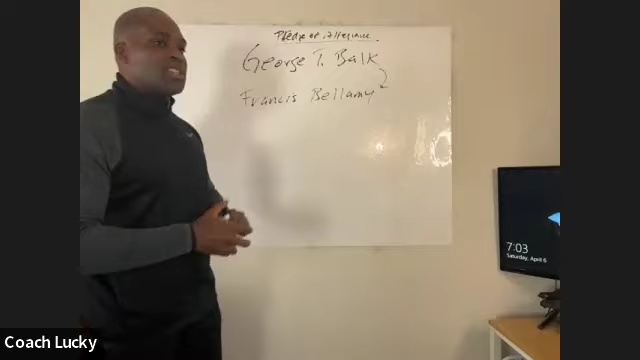 Pledge of Allegiance.
George T. Balk
Francis Bellamy
7:03
Saturday, April 6
Coach Lucky